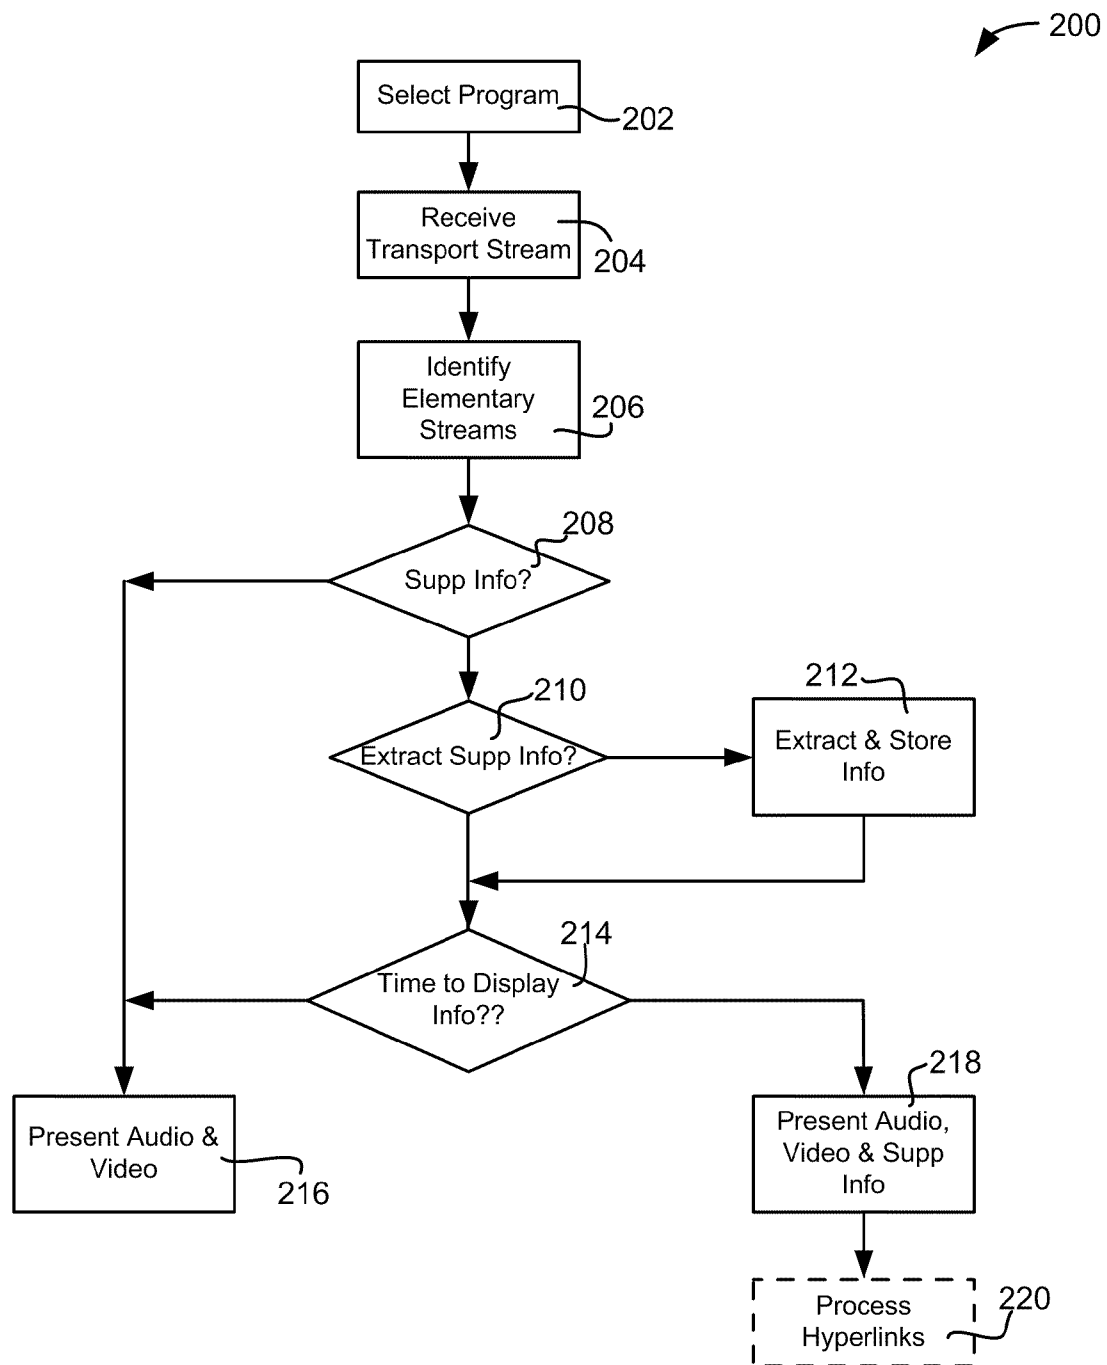 200
Select Program
202
Receive
Transport Stream
204
Identify
Elementary
Streams
206
208
Supp Info?
210
Extract Supp Info?
212
Extract & Store
Info
214
Time to Display
Info??
218
Present Audio &
Video
216
Present Audio,
Video & Supp
Info
Process
Hyperlinks
220